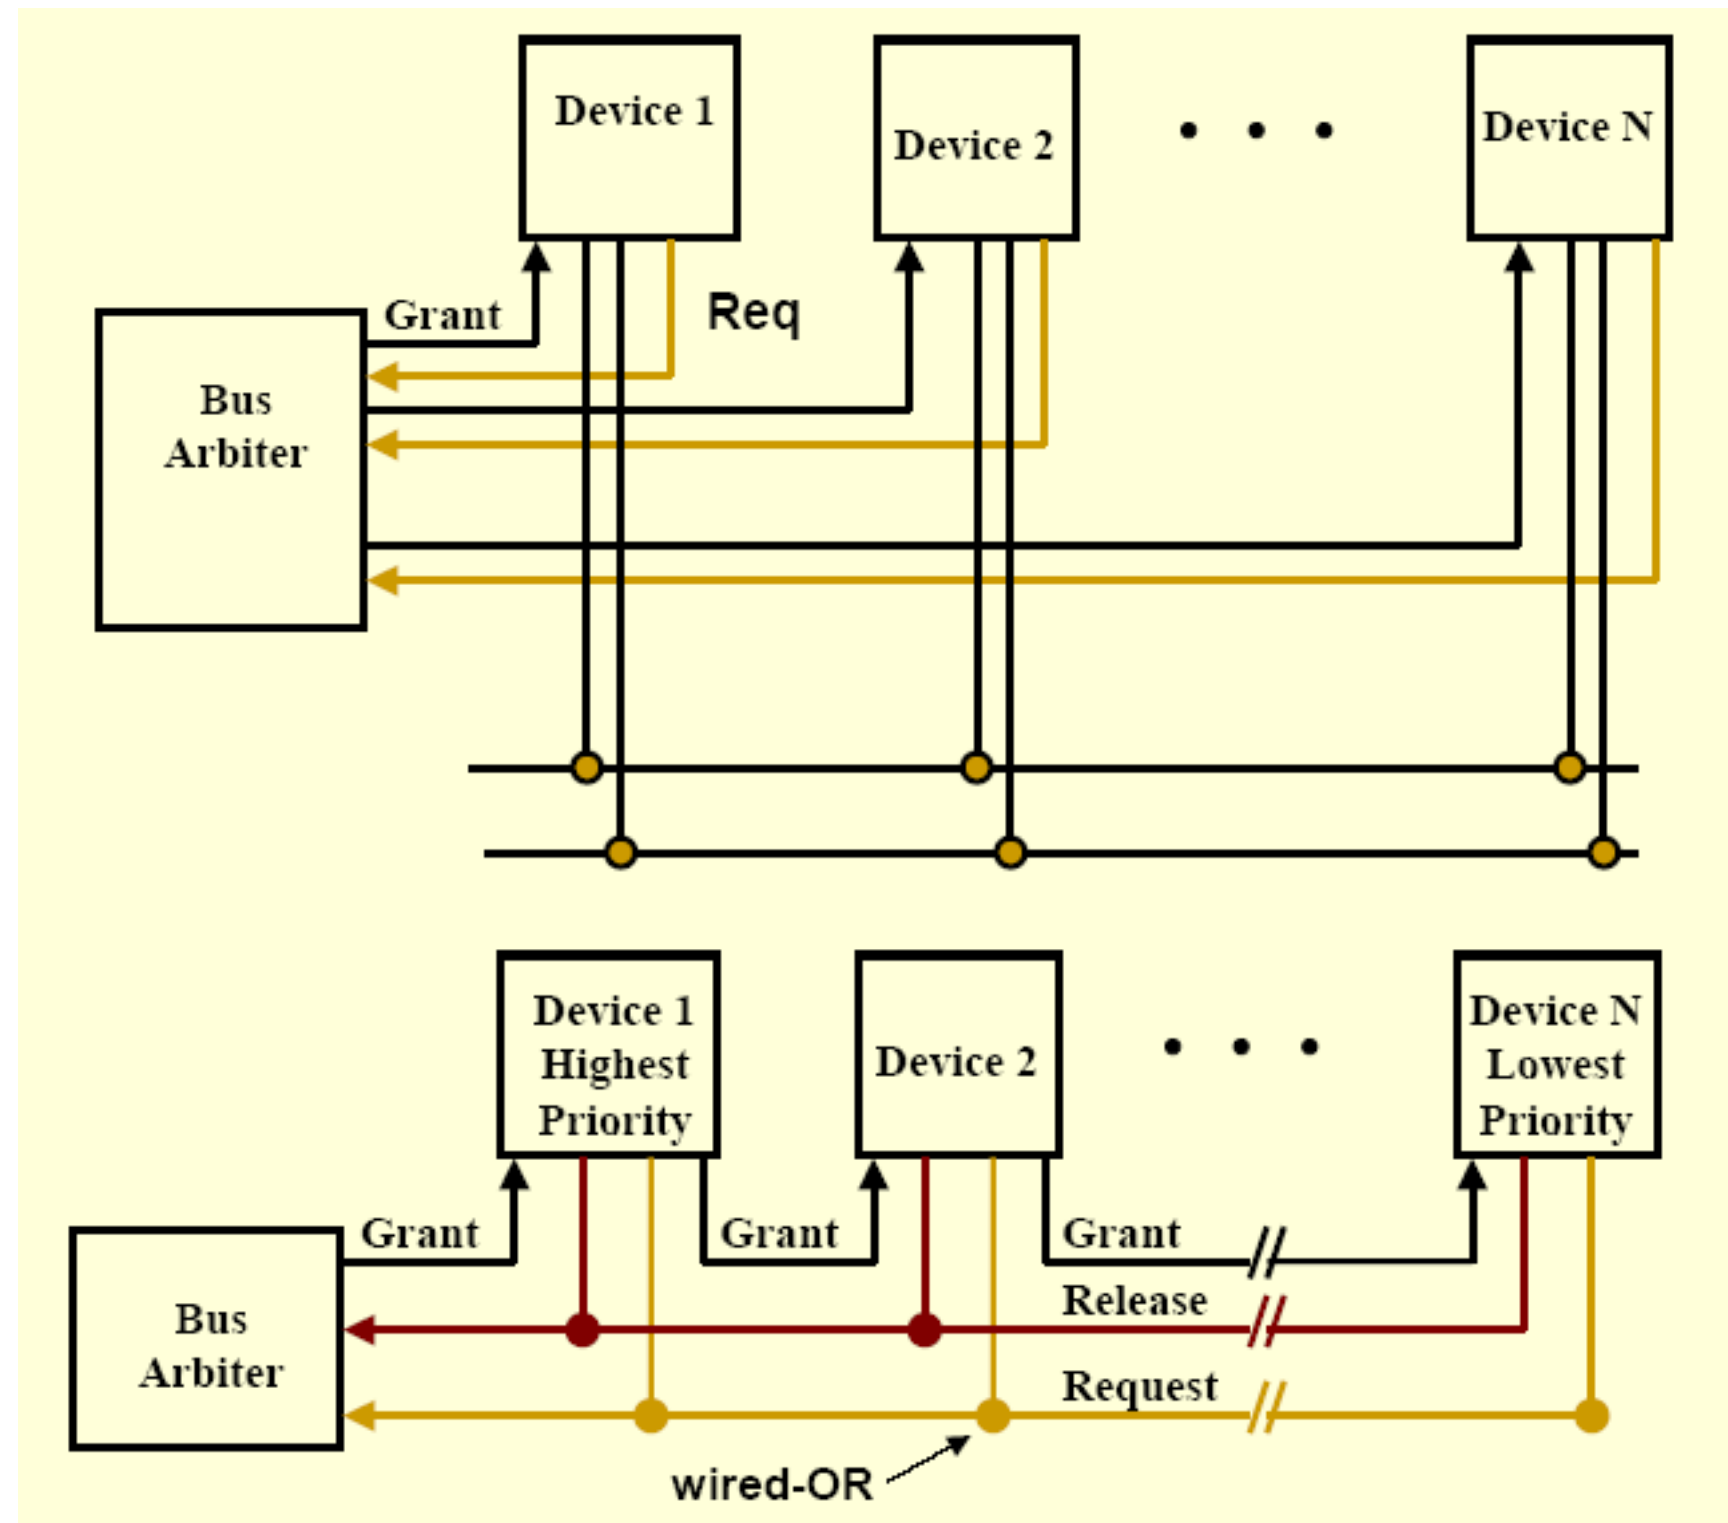 Device 1
Device 2
Device N
Grant
Req
Bus
Arbiter
Device 1
Highest
Priority
Device 2
Device N
Lowest
Priority
Grant
Grant
Grant
Release
Bus
Arbiter
Request
wired-OR